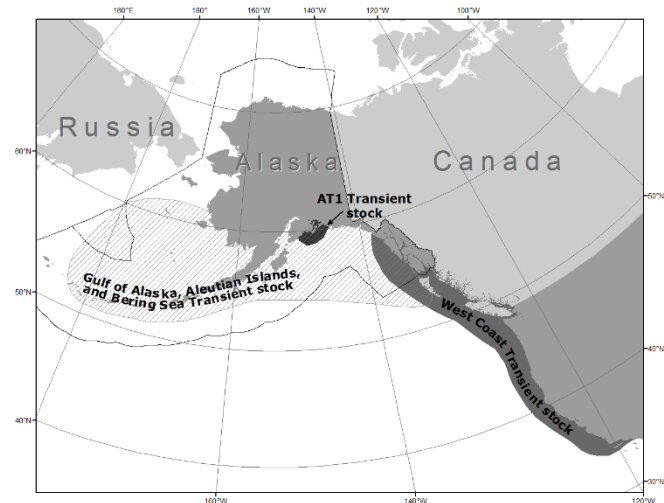 160°E
180°
160°W
140°W
120°W
100°W
Russia
Alaska
Canada
60°N
50°N
AT1 Transient
stock
Gulf of Alaska, Aleutian Islands,
and Bering Sea Transient stock
50°N
West Coast Transient stock
40°N
40°N
30°N
160°W
140°W
120°W